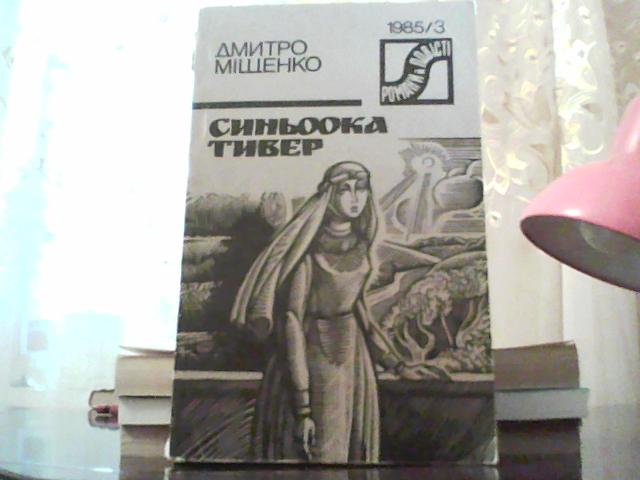 1985/3
ДМИТРО
МІЩЕНКО
РОМАНИ Й ПОВІСТІ
СИНЬООКА
ТИВЕР